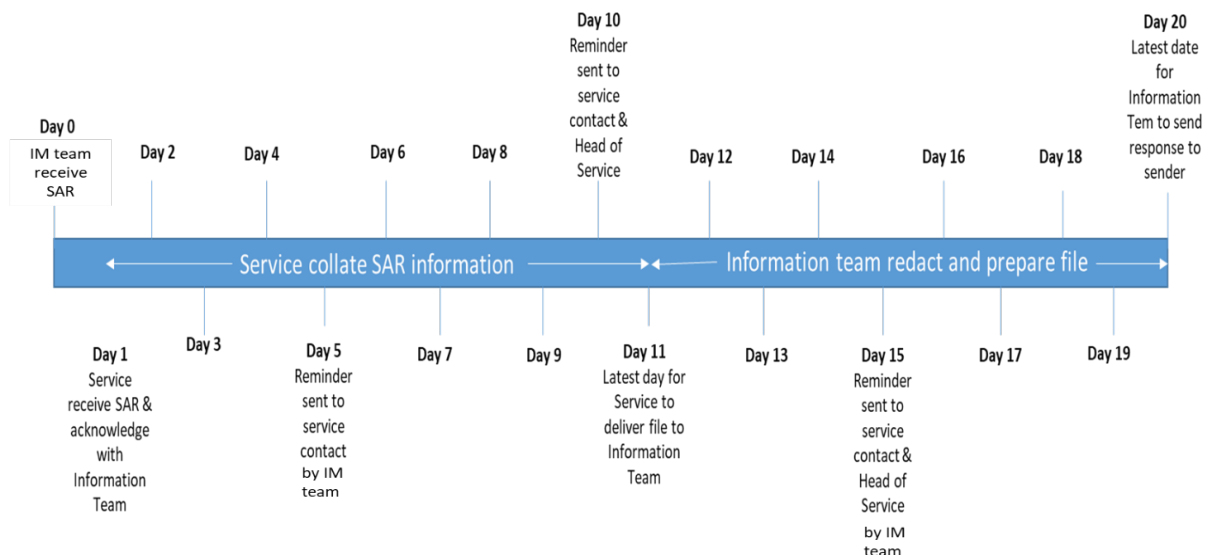 Day 0
IM team
receive
SAR
Day 2
Day 4
Day 6
Day 8
Day 10
Reminder
sent to
service
contact &
Head of
Service
Day 12
Day 14
Day 16
Day 18
Day 20
Latest date
for
Information
Tem to send
response to
sender
Service collate SAR information
Information team redact and prepare file
Day 1
Service
receive SAR &
acknowledge
with
Information
Team
Day 3
Day 5
Reminder
sent to
service
contact
by IM
team
Day 7
Day 9
Day 11
Latest day for
Service to
deliver file to
Information
Team
Day 13
Day 15
Reminder
sent to
service
contact &
Head of
Service
by IM
team
Day 17
Day 19